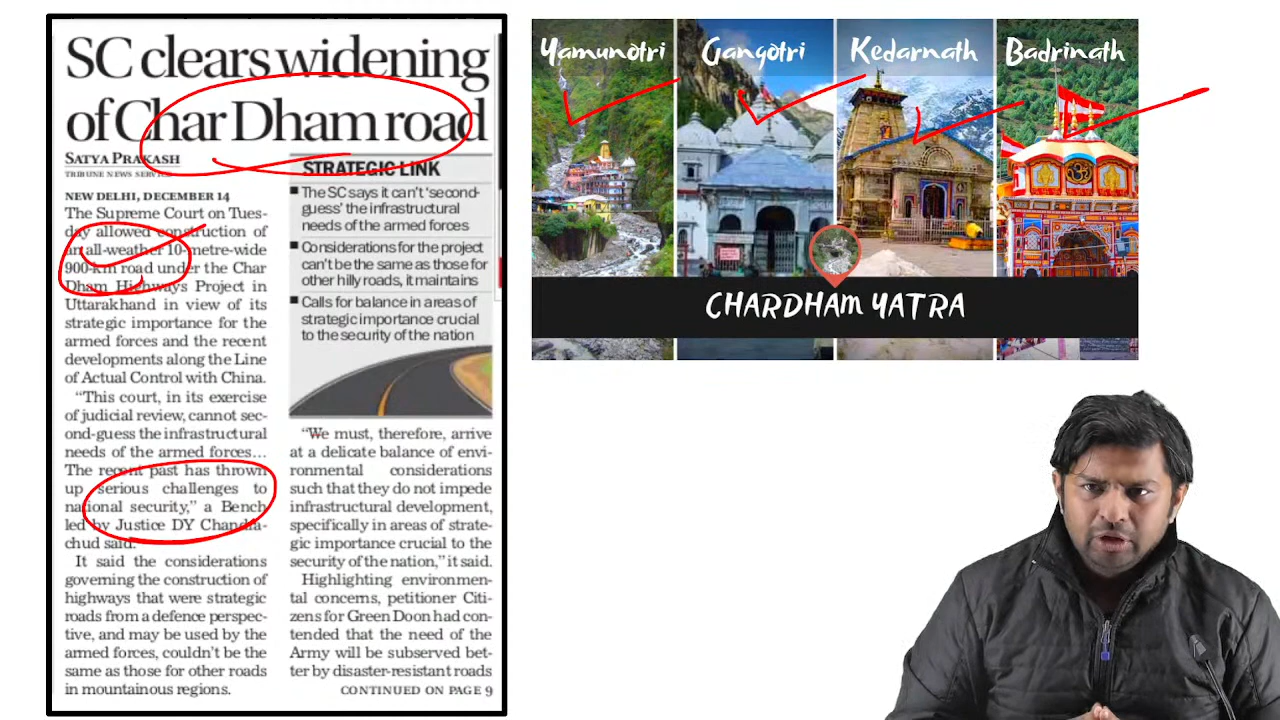 SC clears widening
of Char Dham road
SATYA PRAKASH
TRIBUNE NEWS SERVICE
NEW DELHI, DECEMBER 14
The Supreme Court on Tues-
day allowed construction of
an all-weather 10-metre-wide
900-km road under the Char
Dham Highways Project in
Uttarakhand in view of its
strategic importance for the
armed forces and the recent
developments along the Line
of Actual Control with China.
“This court, in its exercise
of judicial review, cannot sec-
ond-guess the infrastructural
needs of the armed forces...
The recent past has thrown
up serious challenges to
national security,” a Bench
led by Justice DY Chandra-
chud said.
It said the considerations
governing the construction of
highways that were strategic
roads from a defence perspec-
tive, and may be used by the
armed forces, couldn't be the
same as those for other roads
in mountainous regions.
STRATEGIC LINK
The SC says it can't ‘second-
guess’ the infrastructural
needs of the armed forces
Considerations for the project
can't be the same as those for
other hilly roads, it maintains
Calls for balance in areas of
strategic importance crucial
to the security of the nation
“We must, therefore, arrive
at a delicate balance of envi-
ronmental considerations
such that they do not impede
infrastructural development,
specifically in areas of strate-
gic importance crucial to the
security of the nation,” it said.
Highlighting environmen-
tal concerns, petitioner Citi-
zens for Green Doon had con-
tended that the need of the
Army will be subserved bet-
ter by disaster-resistant roads
CONTINUED ON PAGE 9
Yamunotri
Gangotri
Kedarnath
Badrinath
CHARDHAM YATRA